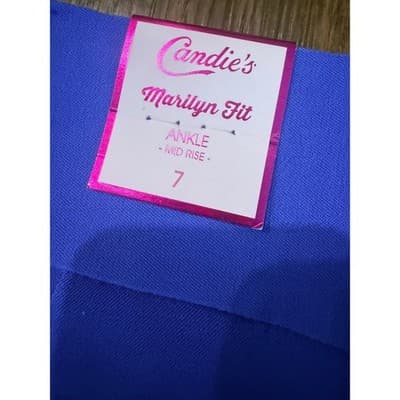 Candie's
Marilyn Fit
ANKLE
- MID RISE -
7